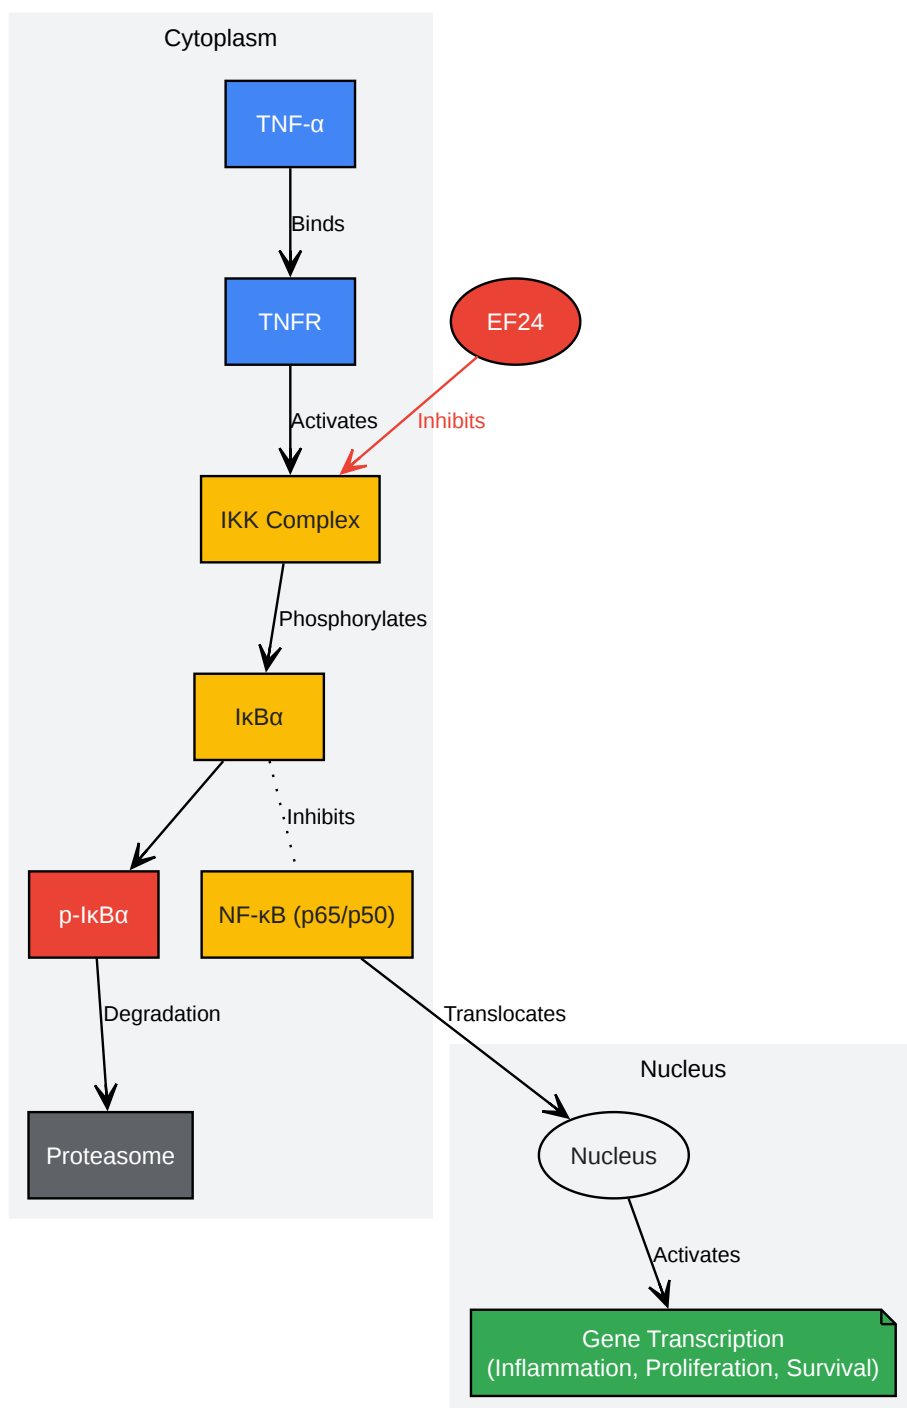 Cytoplasm
TNF-α
Binds
TNFR
EF24
Activates
Inhibits
IKK Complex
Phosphorylates
IκBα
Inhibits
p-IκBα
NF-κB (p65/p50)
Degradation
Translocates
Nucleus
Proteasome
Nucleus
Activates
Gene Transcription
(Inflammation, Proliferation, Survival)